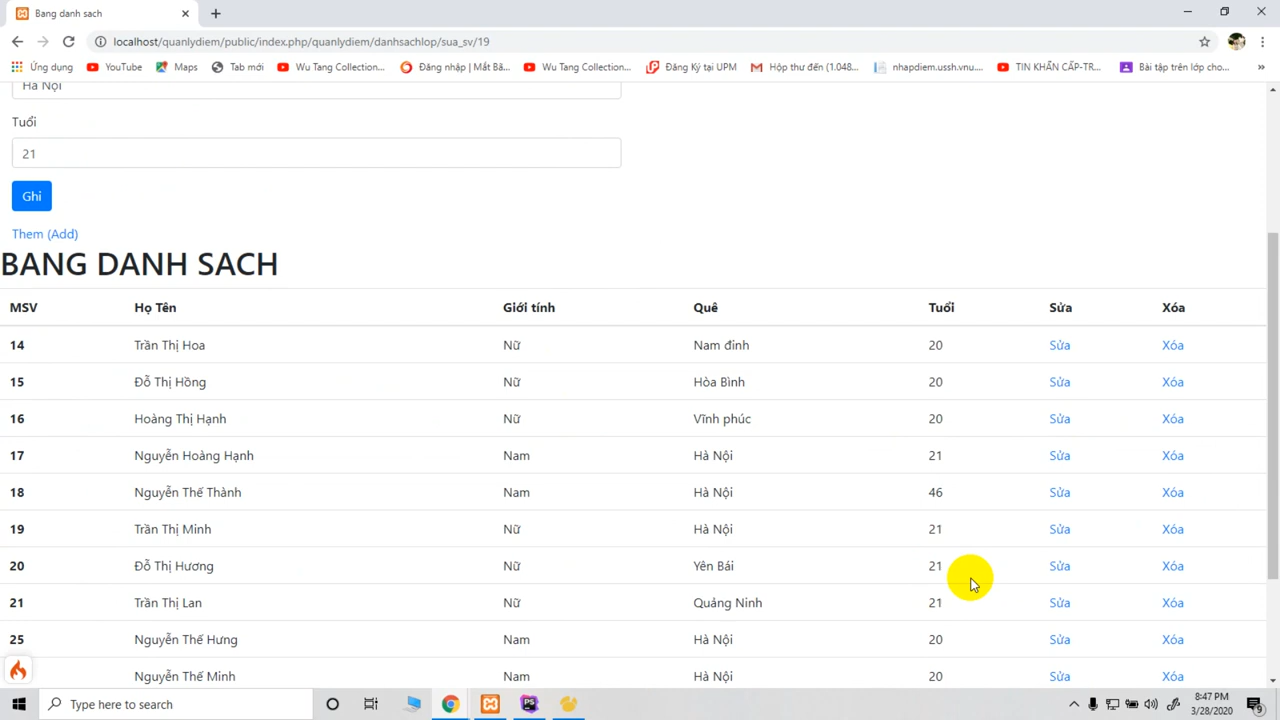 Bang danh sach
localhost/quanlydiem/public/index.php/quanlydiem/danhsachlop/sua_sv/19
Ứng dụng YouTube Maps Tab mới Wu Tang Collection... Đăng nhập | Mắt Bã... Wu Tang Collection... Đăng Ký tại UPM Hộp thư đến (1.048... nhapdiem.ussh.vnu.... TIN KHẨN CẤP-TR... Bài tập trên lớp cho... »
Hà Nội
Tuổi
21
Ghi
Them (Add)
BANG DANH SACH
MSV Họ Tên Giới tính Quê Tuổi Sửa Xóa
14 Trần Thị Hoa Nữ Nam đinh 20 Sửa Xóa
15 Đỗ Thị Hồng Nữ Hòa Bình 20 Sửa Xóa
16 Hoàng Thị Hạnh Nữ Vĩnh phúc 20 Sửa Xóa
17 Nguyễn Hoàng Hạnh Nam Hà Nội 21 Sửa Xóa
18 Nguyễn Thế Thành Nam Hà Nội 46 Sửa Xóa
19 Trần Thị Minh Nữ Hà Nội 21 Sửa Xóa
20 Đỗ Thị Hương Nữ Yên Bái 21 Sửa Xóa
21 Trần Thị Lan Nữ Quảng Ninh 21 Sửa Xóa
25 Nguyễn Thế Hưng Nam Hà Nội 20 Sửa Xóa
Nguyễn Thế Minh Nam Hà Nội 20 Sửa Xóa
Type here to search
PS
8:47 PM
3/28/2020
9